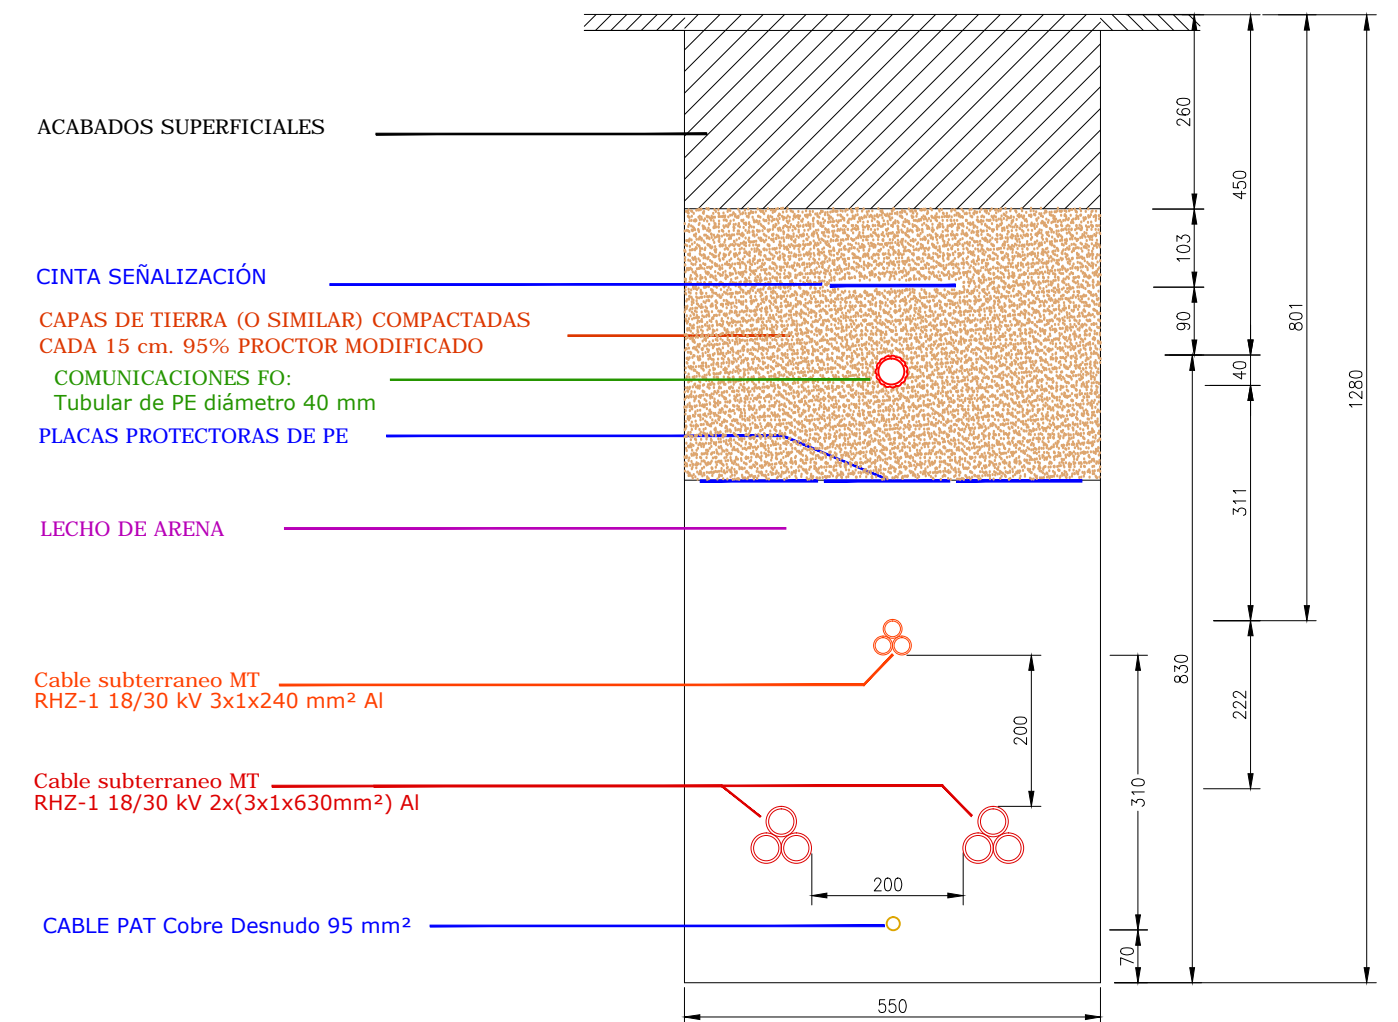 ACABADOS SUPERFICIALES
CINTA SEÑALIZACIÓN
CAPAS DE TIERRA (O SIMILAR) COMPACTADAS
CADA 15 cm. 95% PROCTOR MODIFICADO
COMUNICACIONES FO:
Tubular de PE diámetro 40 mm
PLACAS PROTECTORAS DE PE
LECHO DE ARENA
Cable subterraneo MT
RHZ-1 18/30 kV 3x1x240 mm² Al
Cable subterraneo MT
RHZ-1 18/30 kV 2x(3x1x630mm²) Al
CABLE PAT Cobre Desnudo 95 mm²
260
450
103
90
801
40
1280
311
830
222
200
310
200
70
550